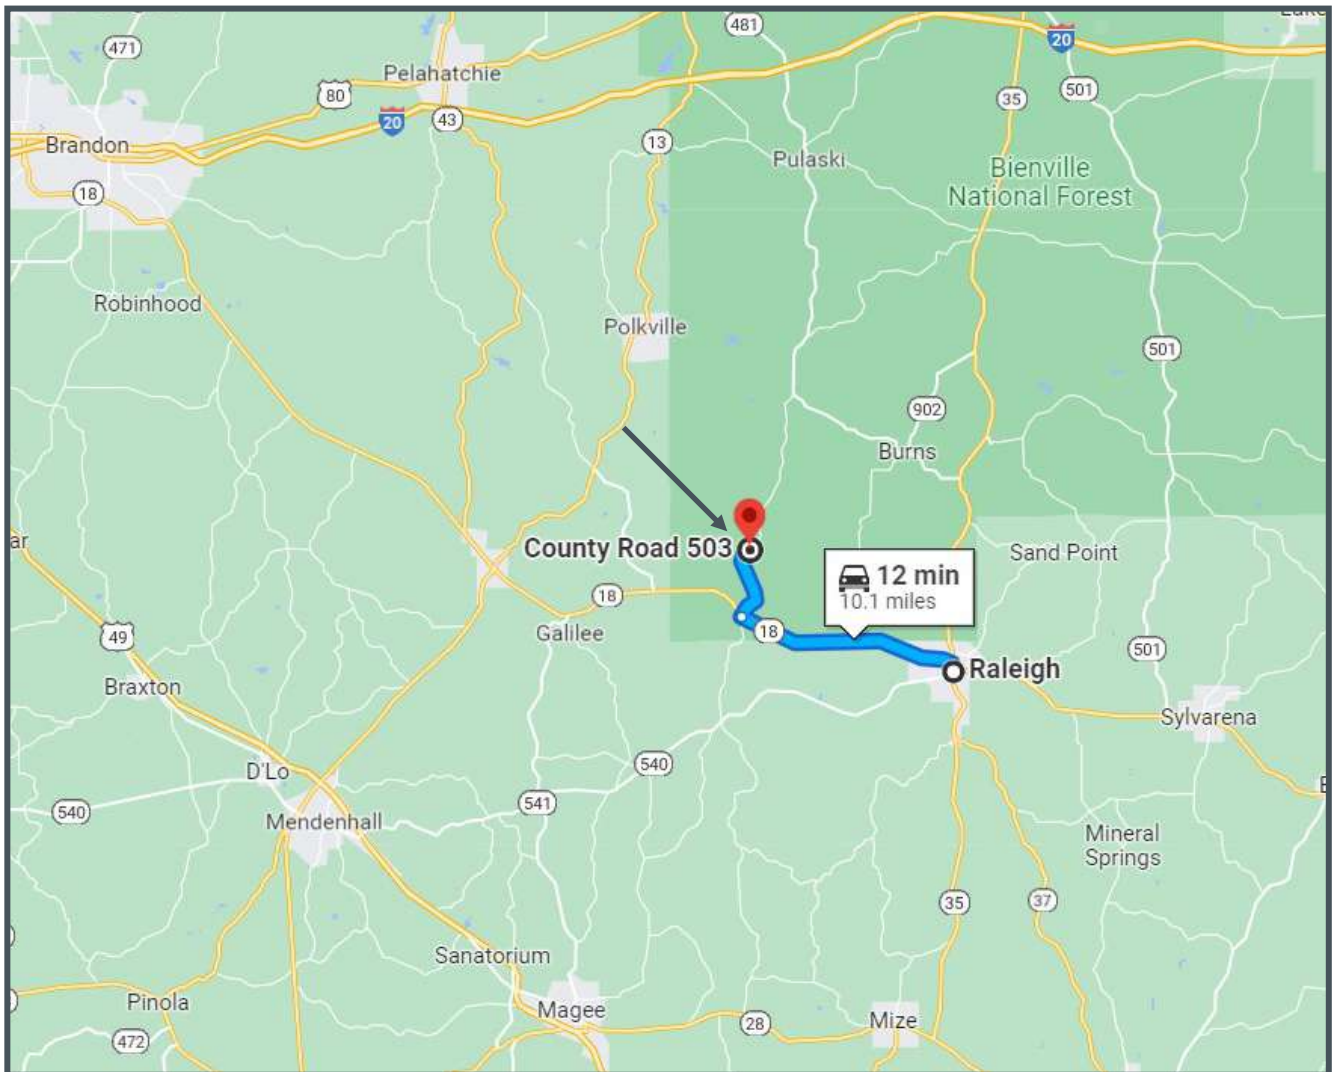 481
Lake
20
471
Pelahatchie
80
35
501
20
43
Brandon
13
Pulaski
Bienville
National Forest
18
Robinhood
Polkville
501
902
Burns
County Road 503
Sand Point
12 min
10.1 miles
18
Galilee
18
49
501
Raleigh
Braxton
Sylvarena
540
D'Lo
541
540
Mendenhall
Mineral
Springs
35
37
Sanatorium
Pinola
Magee
28
Mize
472